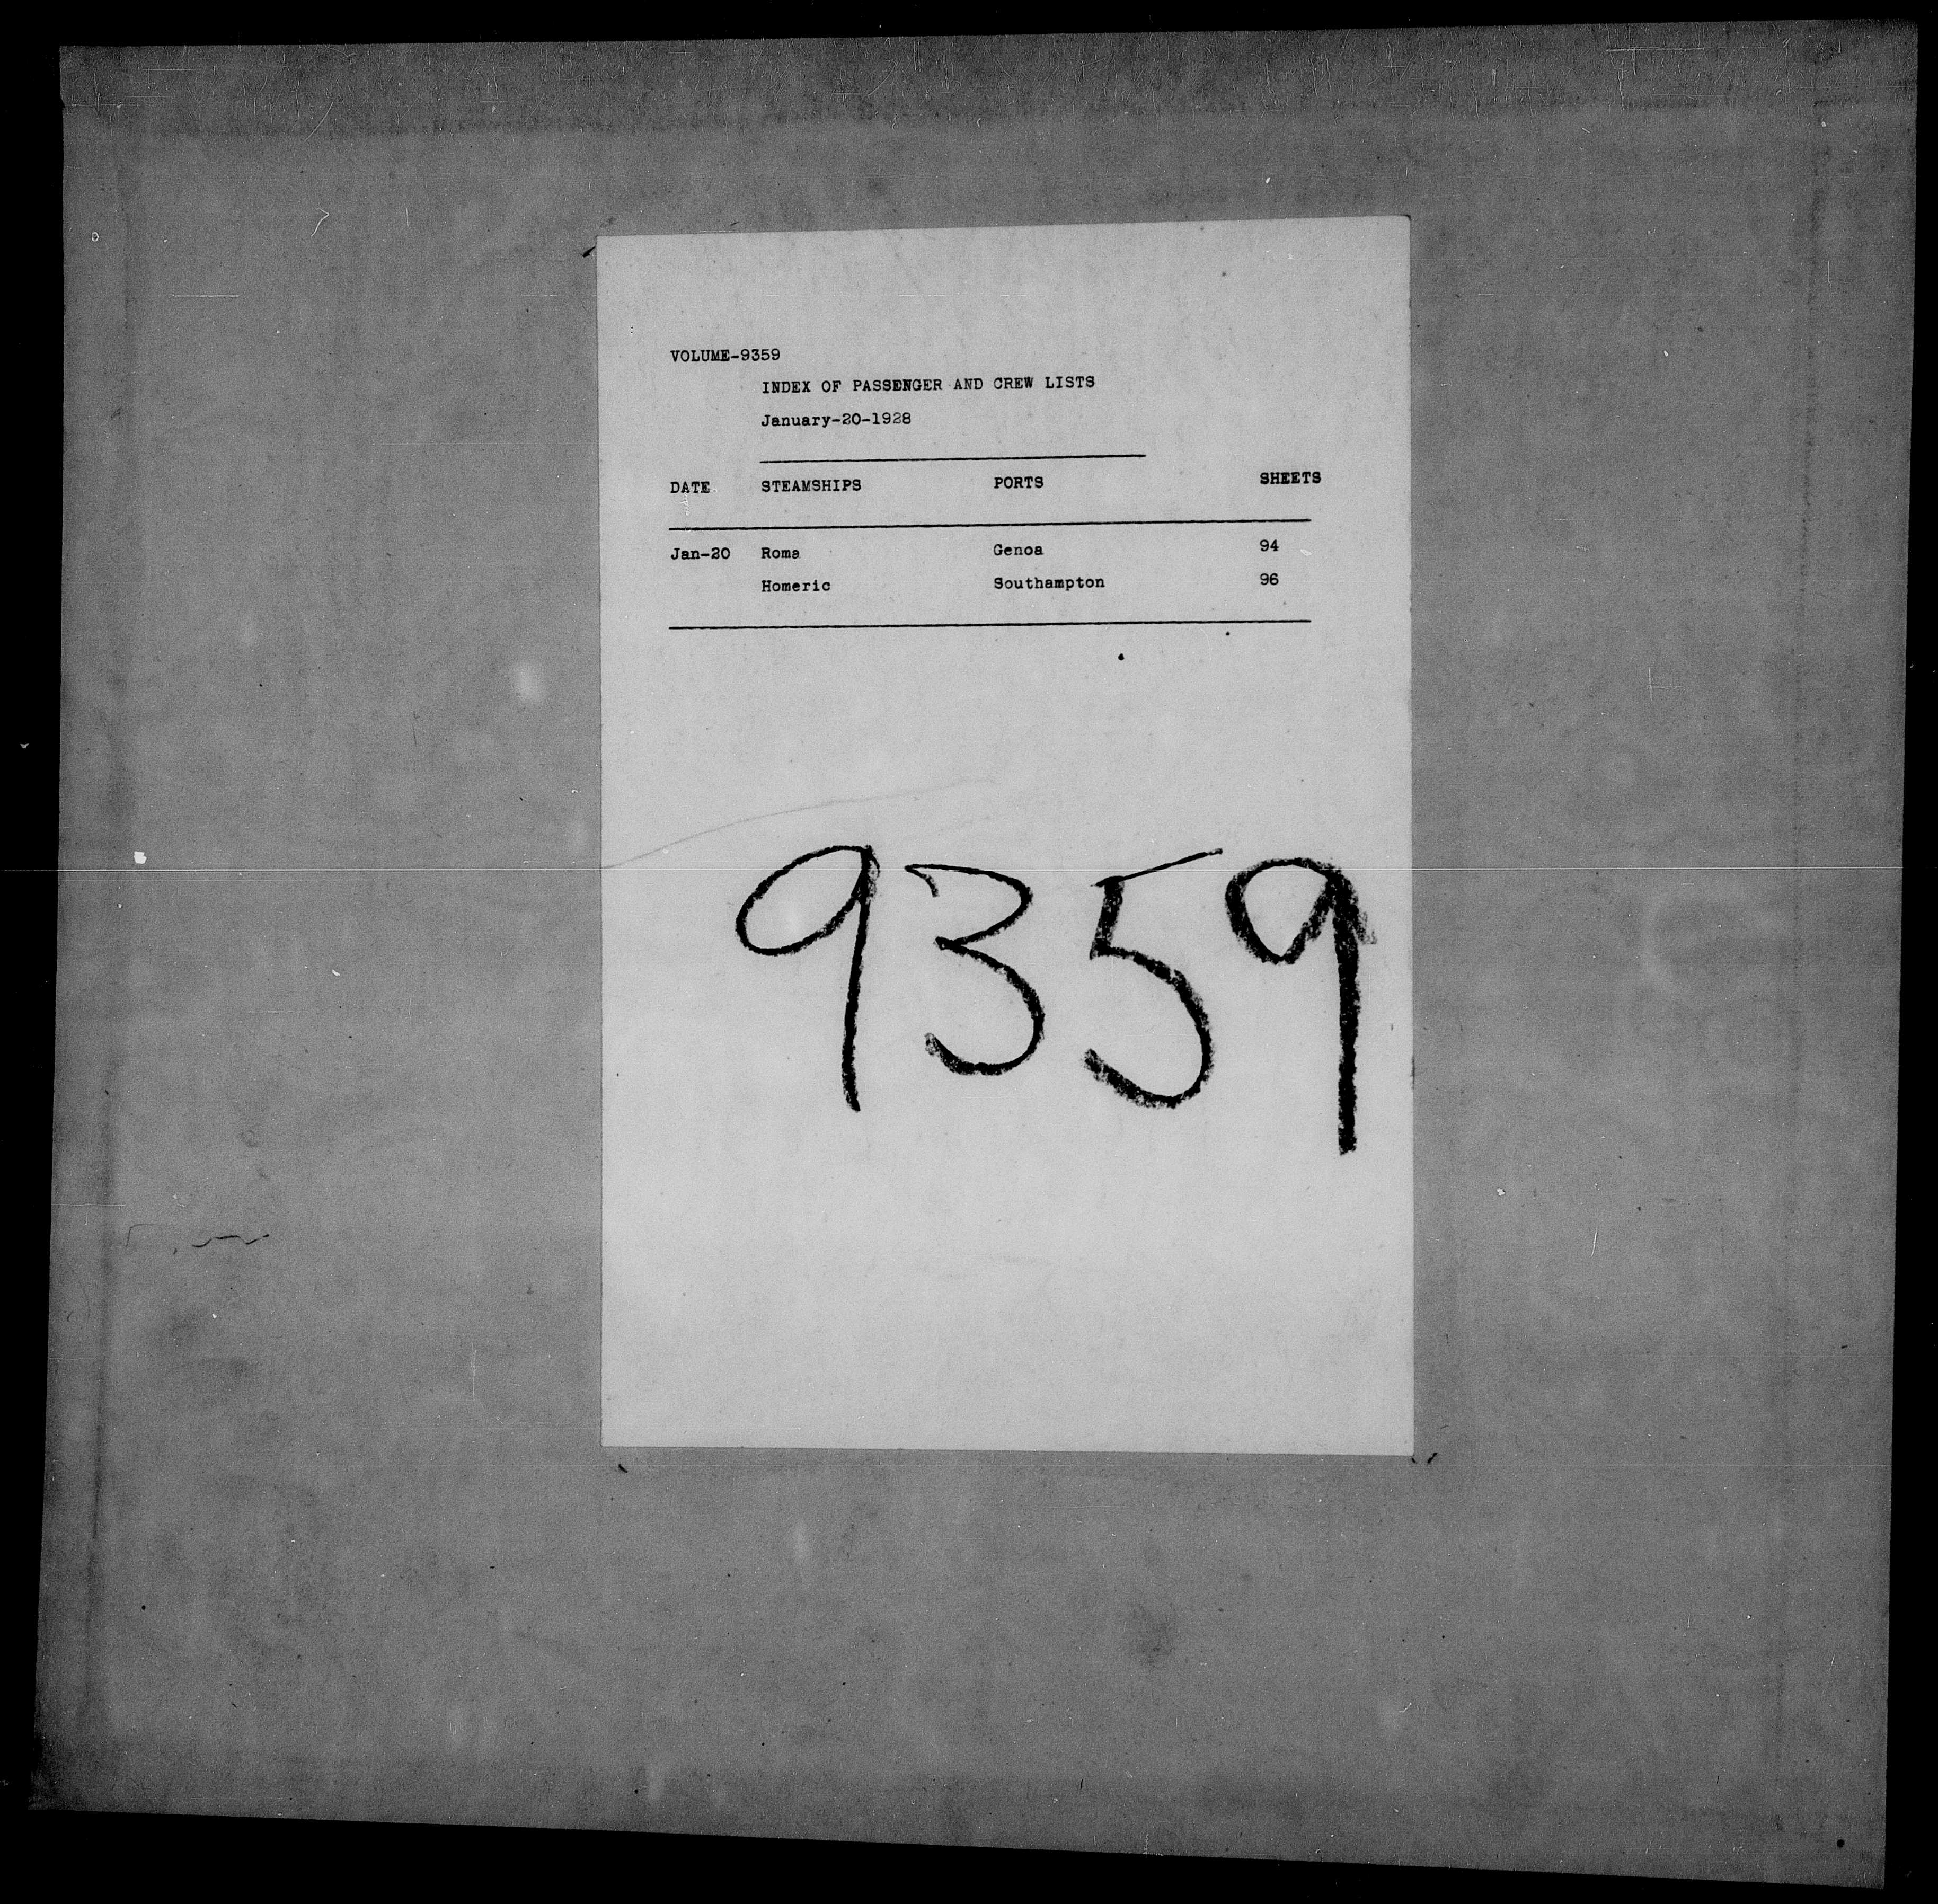 VOLUME-9359
INDEX OF PASSENGER AND CREW LISTS
January-20-1928
DATE STEAMSHIPS PORTS SHEETS
Jan-20 Roma Genoa 94
Homeric Southampton 96
9359